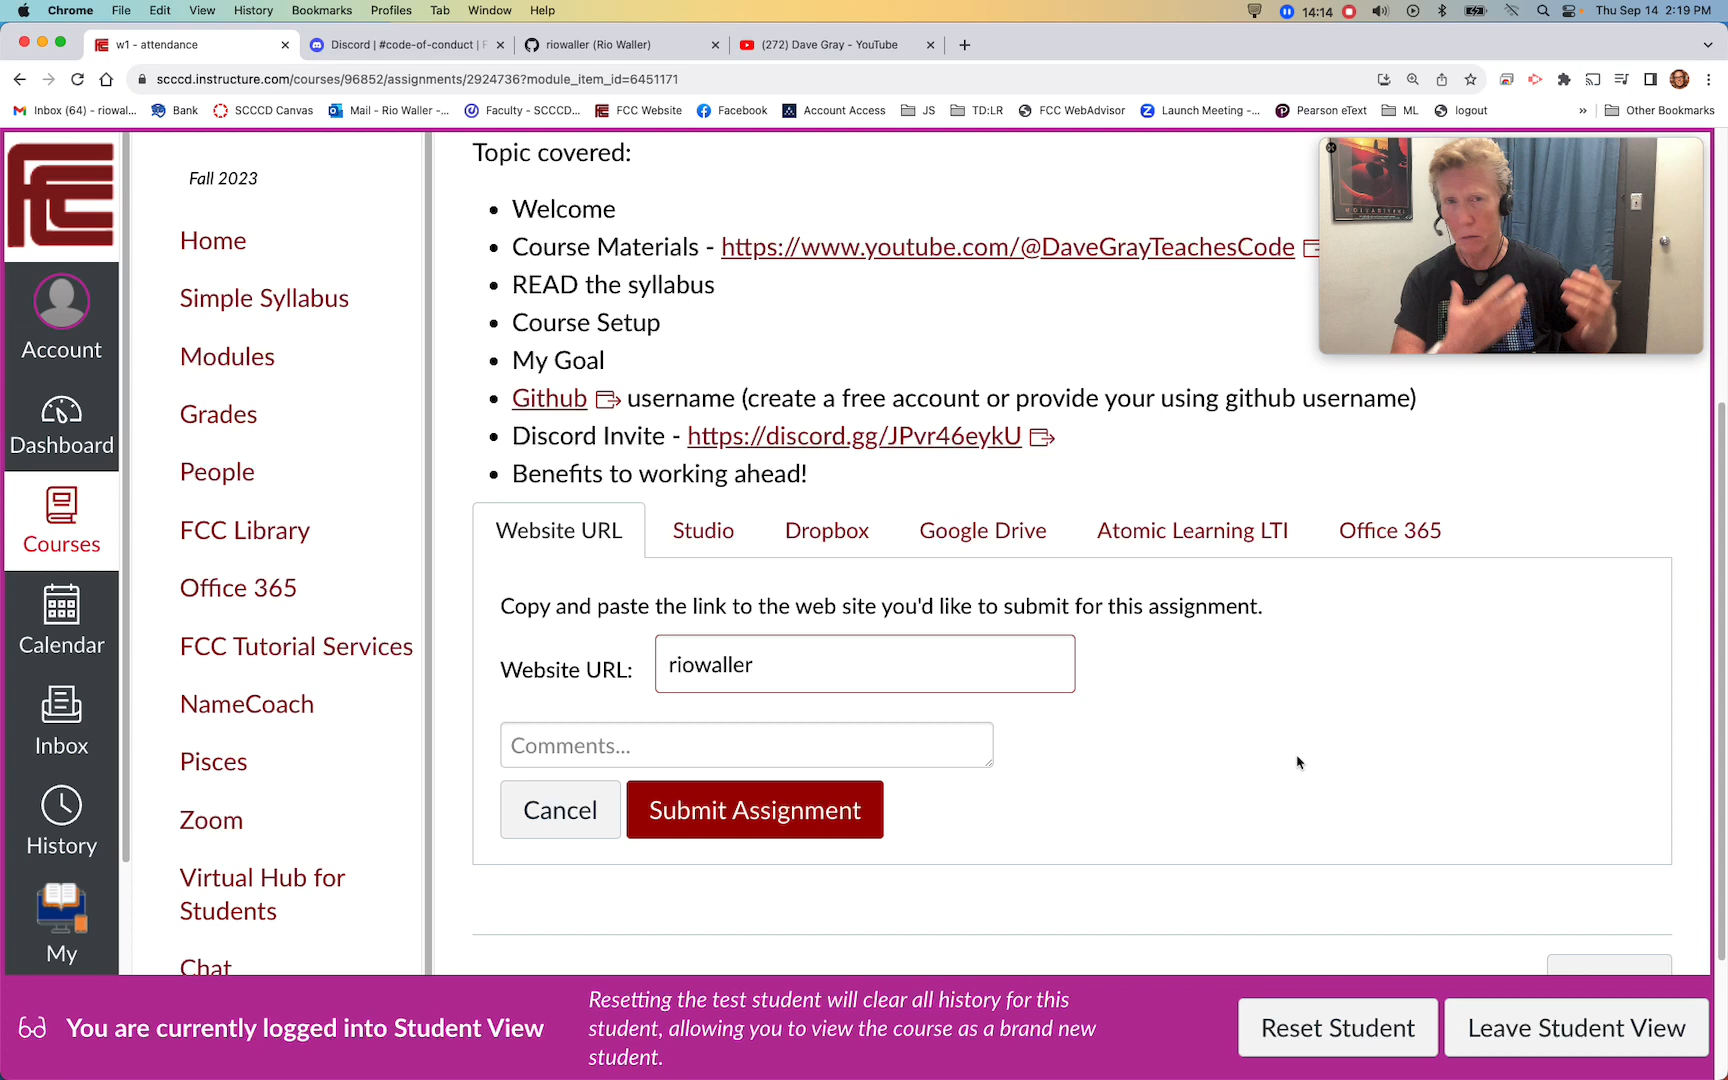 Chrome File Edit View History Bookmarks Profiles Tab Window Help 14:14 Thu Sep 14 2:19 PM
w1 - attendance Discord | #code-of-conduct | F riowaller (Rio Waller) (272) Dave Gray - YouTube
scccd.instructure.com/courses/96852/assignments/2924736?module_item_id=6451171
Inbox (64) - riowal... Bank SCCCD Canvas Mail - Rio Waller -... Faculty - SCCCD... FCC Website Facebook Account Access JS TD:LR FCC WebAdvisor Launch Meeting -... Pearson eText ML logout » Other Bookmarks
FCC
Account
Dashboard
Courses
Calendar
Inbox
History
My
Fall 2023
Home
Simple Syllabus
Modules
Grades
People
FCC Library
Office 365
FCC Tutorial Services
NameCoach
Pisces
Zoom
Virtual Hub for
Students
Chat
Topic covered:
• Welcome
• Course Materials - https://www.youtube.com/@DaveGrayTeachesCode
• READ the syllabus
• Course Setup
• My Goal
• Github username (create a free account or provide your using github username)
• Discord Invite - https://discord.gg/JPvr46eykU
• Benefits to working ahead!
Website URL Studio Dropbox Google Drive Atomic Learning LTI Office 365
Copy and paste the link to the web site you'd like to submit for this assignment.
Website URL: riowaller
Comments...
Cancel Submit Assignment
You are currently logged into Student View
Resetting the test student will clear all history for this
student, allowing you to view the course as a brand new
student.
Reset Student Leave Student View